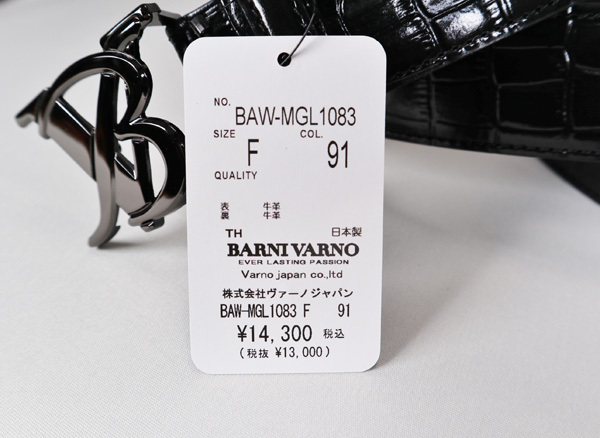 NO. BAW-MGL1083
SIZE F COL. 91
QUALITY
表 牛革
裏 牛革
TH 日本製
BARNI VARNO
EVER LASTING PASSION
Varno japan co.,ltd
株式会社ヴァーノジャパン
BAW-MGL1083 F 91
¥14,300 税込
(税抜 ¥13,000)